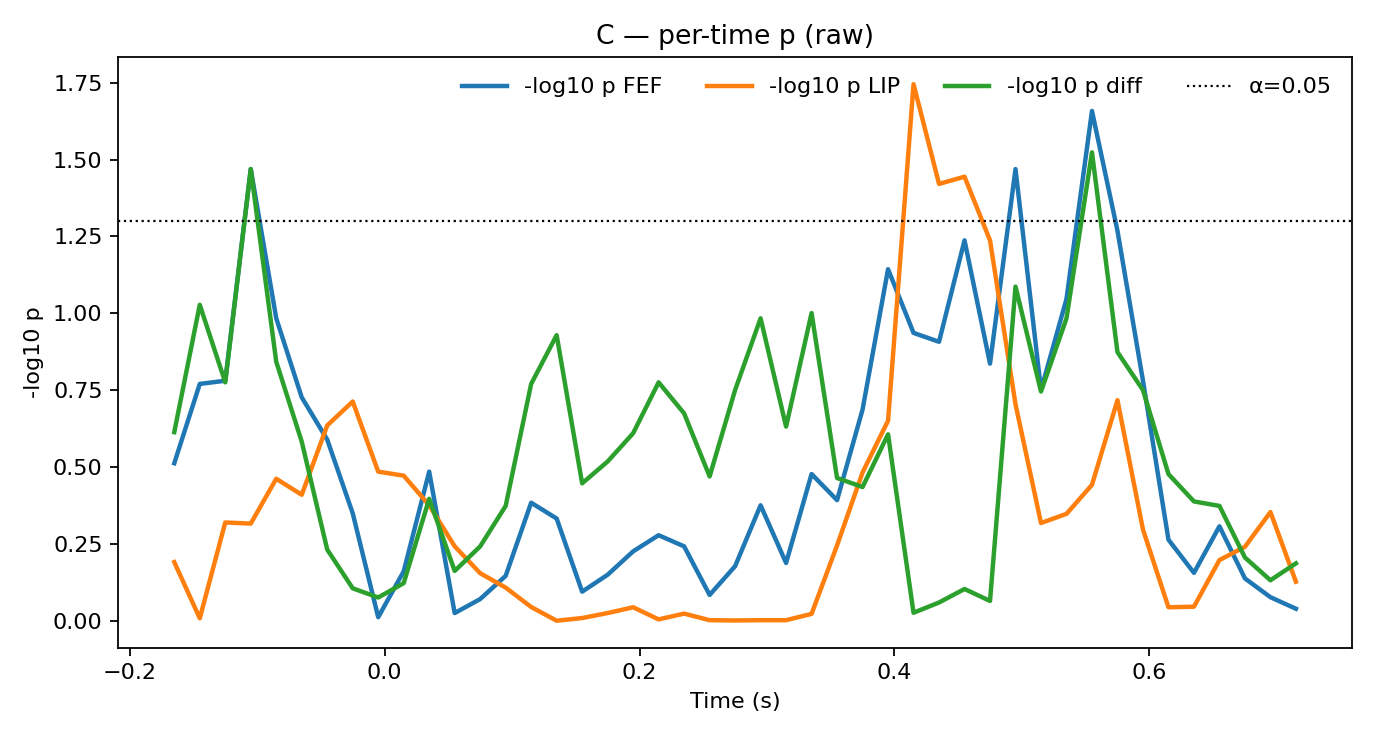 C — per-time p (raw)
-log10 p FEF
-log10 p LIP
-log10 p diff
α=0.05
1.75
1.50
1.25
1.00
0.75
0.50
0.25
0.00
-log10 p
−0.2
0.0
0.2
0.4
0.6
Time (s)